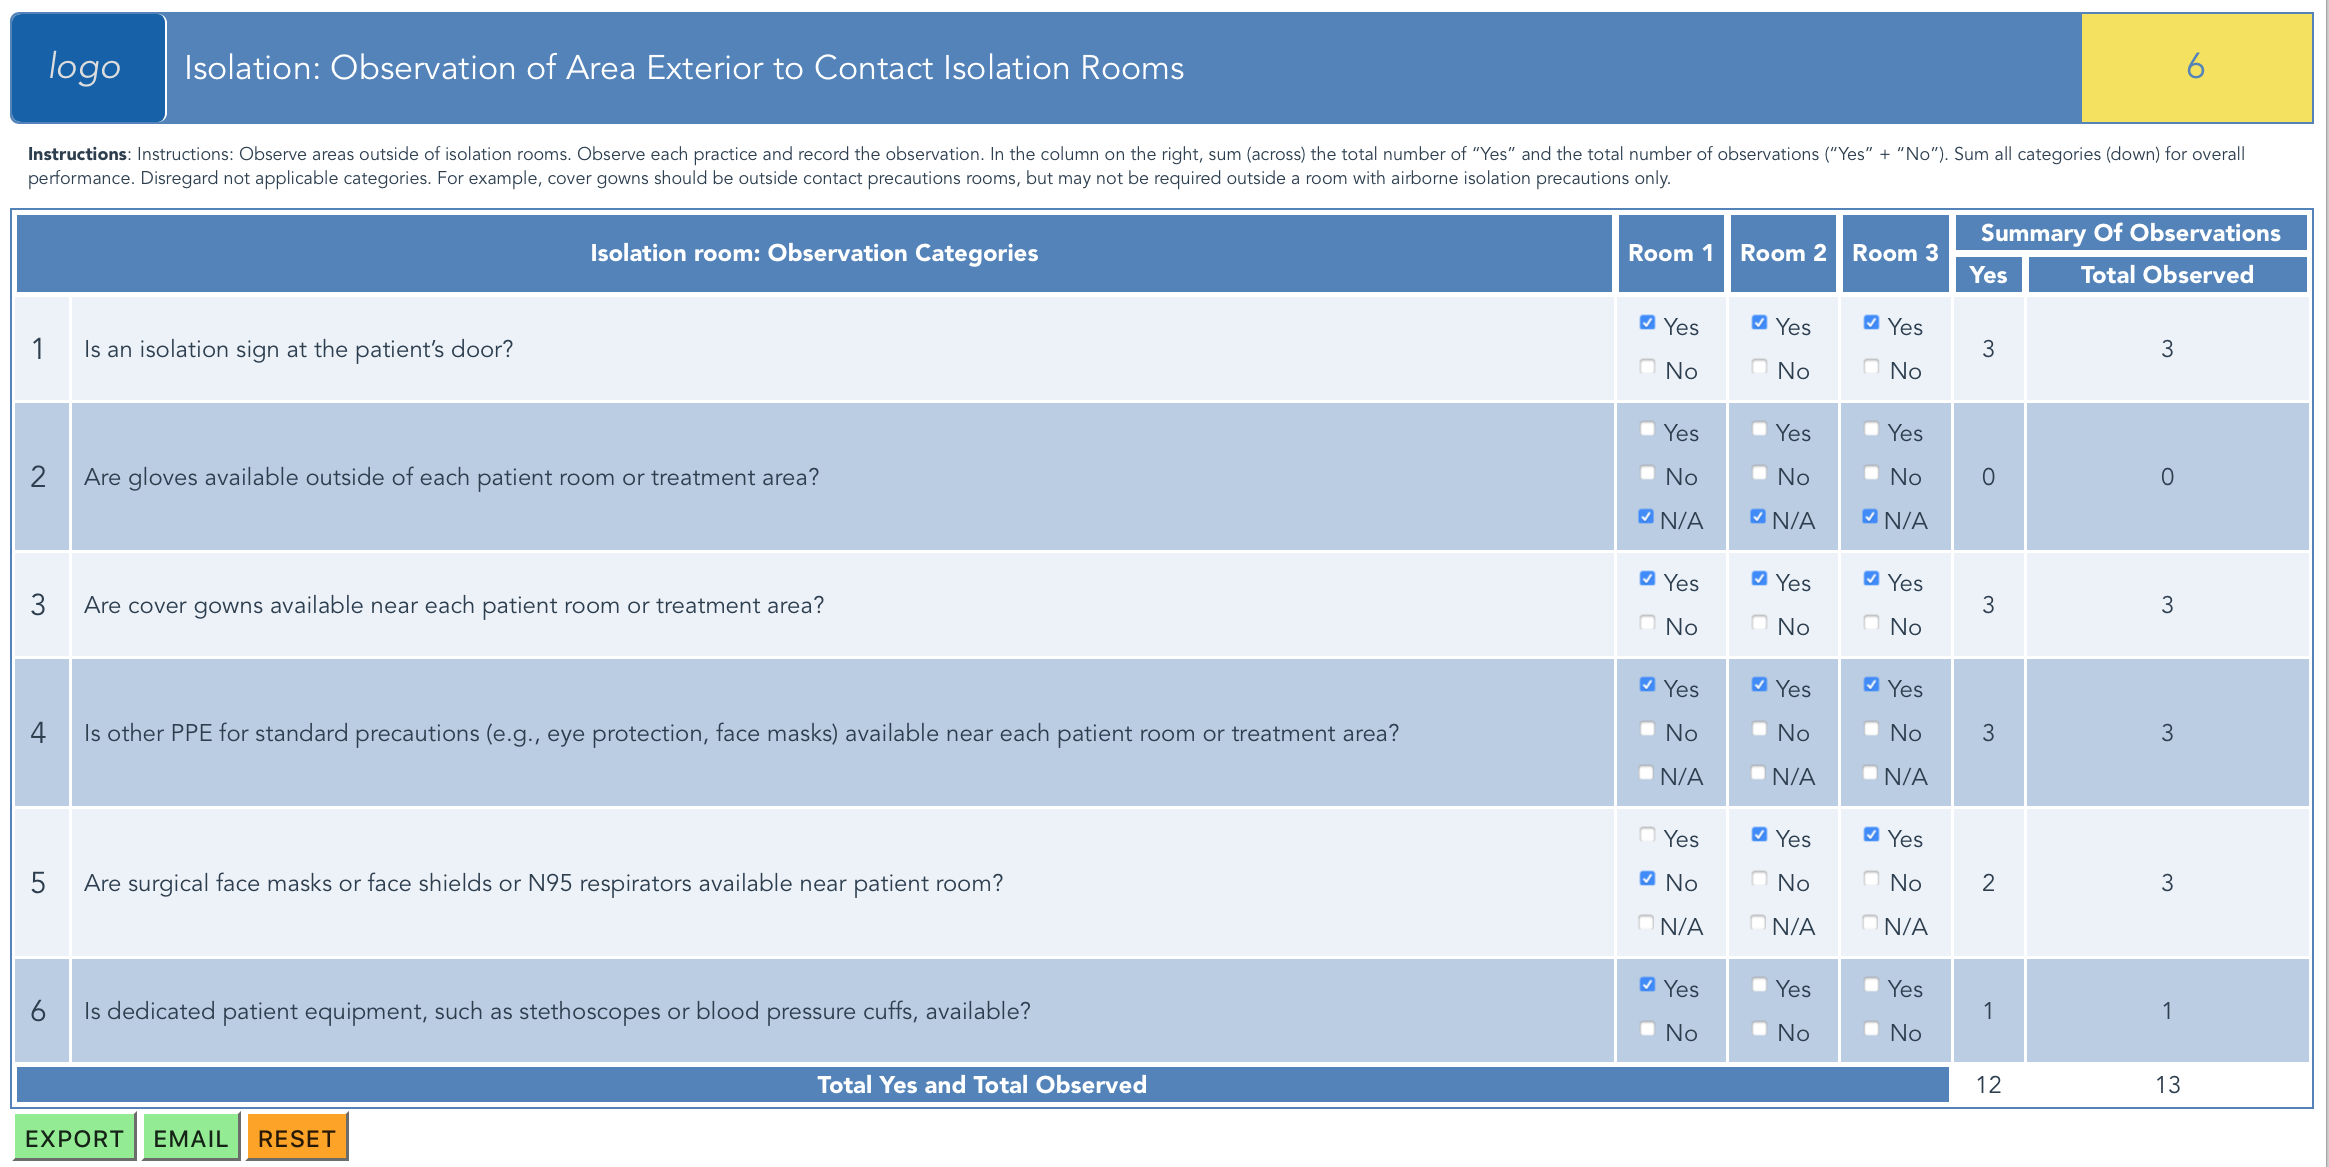 logo
Isolation: Observation of Area Exterior to Contact Isolation Rooms
6
Instructions: Instructions: Observe areas outside of isolation rooms. Observe each practice and record the observation. In the column on the right, sum (across) the total number of “Yes” and the total number of observations (“Yes” + “No”). Sum all categories (down) for overall
performance. Disregard not applicable categories. For example, cover gowns should be outside contact precautions rooms, but may not be required outside a room with airborne isolation precautions only.
Isolation room: Observation Categories
Room 1
Room 2
Room 3
Summary Of Observations
Yes
Total Observed
1
Is an isolation sign at the patient’s door?
Yes
No
Yes
No
Yes
No
3
3
2
Are gloves available outside of each patient room or treatment area?
Yes
No
N/A
Yes
No
N/A
Yes
No
N/A
0
0
3
Are cover gowns available near each patient room or treatment area?
Yes
No
Yes
No
Yes
No
3
3
4
Is other PPE for standard precautions (e.g., eye protection, face masks) available near each patient room or treatment area?
Yes
No
N/A
Yes
No
N/A
Yes
No
N/A
3
3
5
Are surgical face masks or face shields or N95 respirators available near patient room?
Yes
No
N/A
Yes
No
N/A
Yes
No
N/A
2
3
6
Is dedicated patient equipment, such as stethoscopes or blood pressure cuffs, available?
Yes
No
Yes
No
Yes
No
1
1
Total Yes and Total Observed
12
13
EXPORT
EMAIL
RESET